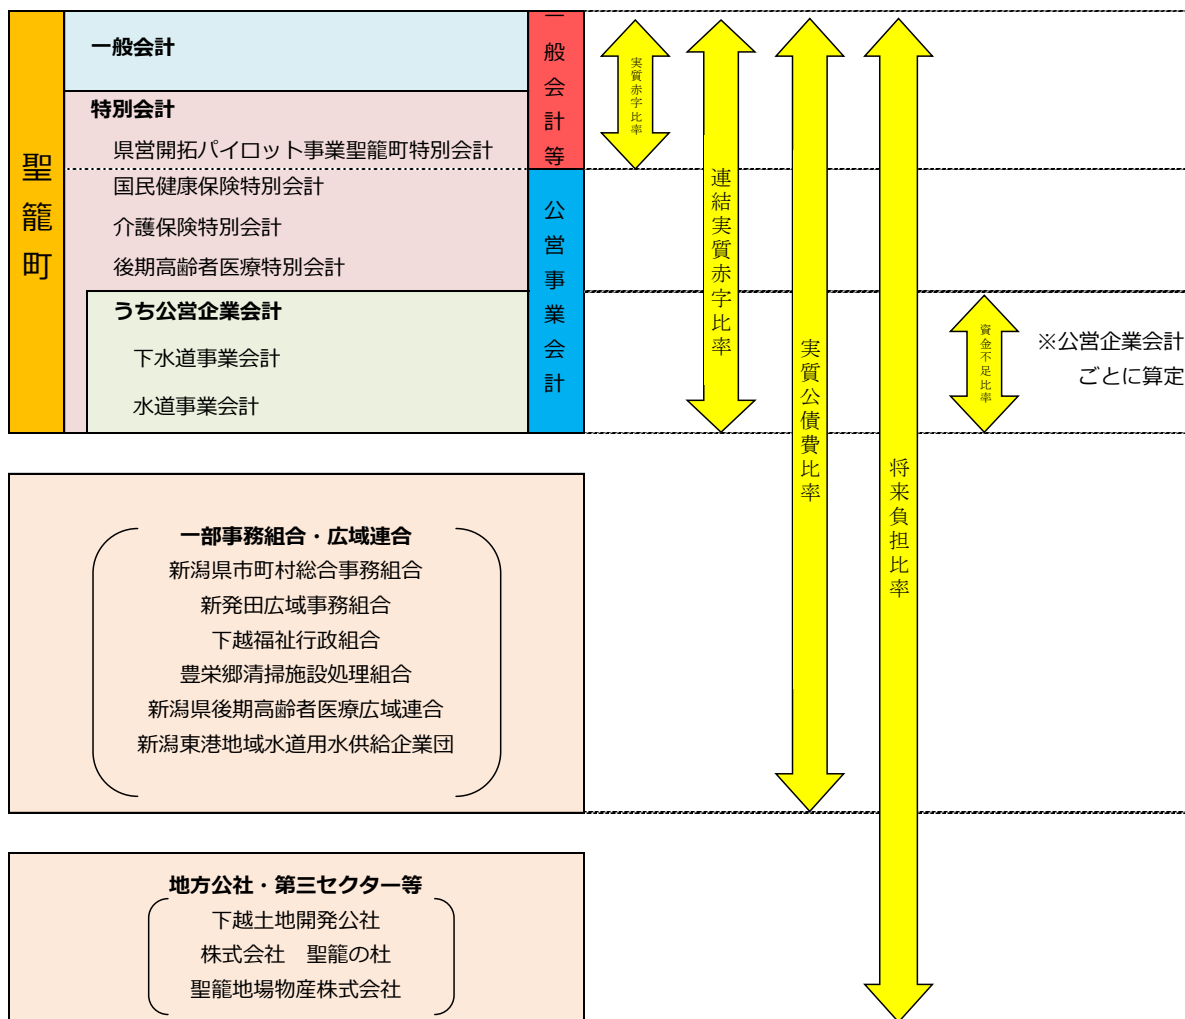 聖籠町
一般会計
特別会計
県営開拓パイロット事業聖籠町特別会計
国民健康保険特別会計
介護保険特別会計
後期高齢者医療特別会計
うち公営企業会計
下水道事業会計
水道事業会計
一般会計等
公営事業会計
実質赤字比率
連結実質赤字比率
実質公債費比率
将来負担比率
資金不足比率
※公営企業会計
ごとに算定
一部事務組合・広域連合
新潟県市町村総合事務組合
新発田広域事務組合
下越福祉行政組合
豊栄郷清掃施設処理組合
新潟県後期高齢者医療広域連合
新潟東港地域水道用水供給企業団
地方公社・第三セクター等
下越土地開発公社
株式会社　聖籠の杜
聖籠地場物産株式会社